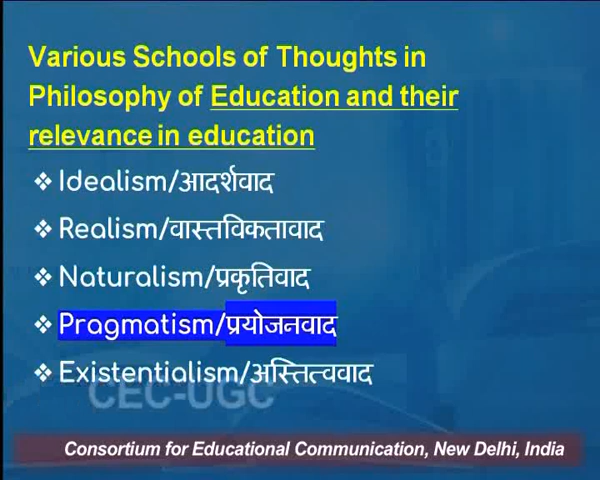 Various Schools of Thoughts in
Philosophy of Education and their
relevance in education
❖ Idealism/आदर्शवाद
❖ Realism/वास्तविकतावाद
❖ Naturalism/प्रकृतिवाद
❖ Pragmatism/प्रयोजनवाद
❖ Existentialism/अस्तित्ववाद
CEC-UGC
Consortium for Educational Communication, New Delhi, India